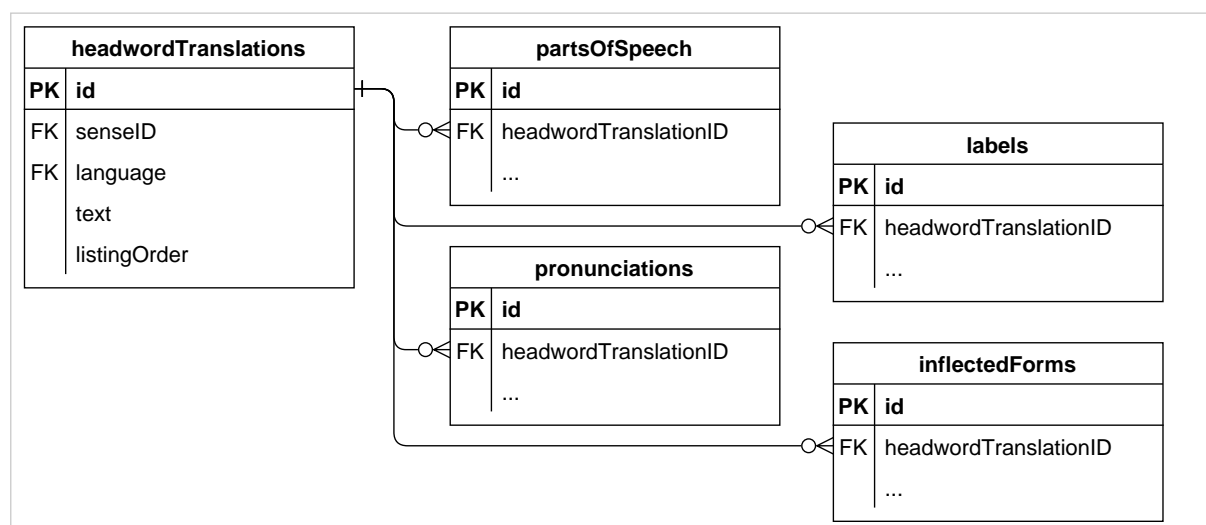 headwordTranslations
PK id
FK senseID
FK language
text
listingOrder
partsOfSpeech
PK id
FK headwordTranslationID
...
pronunciations
PK id
FK headwordTranslationID
...
labels
PK id
FK headwordTranslationID
...
inflectedForms
PK id
FK headwordTranslationID
...